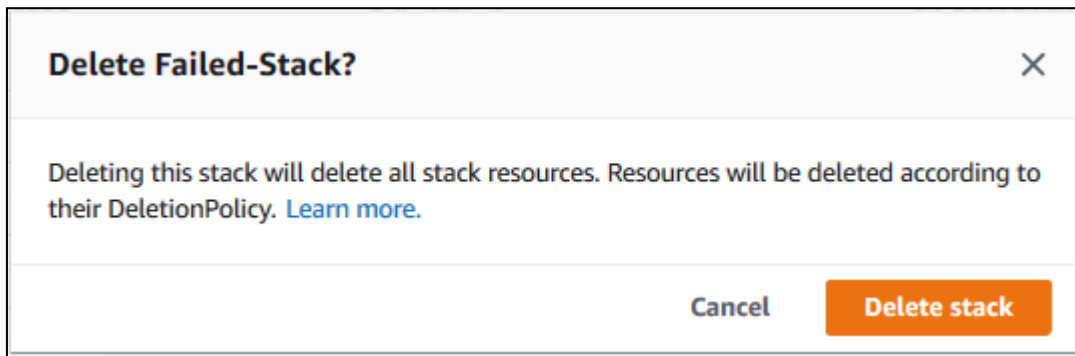 Delete Failed-Stack?
Deleting this stack will delete all stack resources. Resources will be deleted according to
their DeletionPolicy. Learn more.
Cancel Delete stack